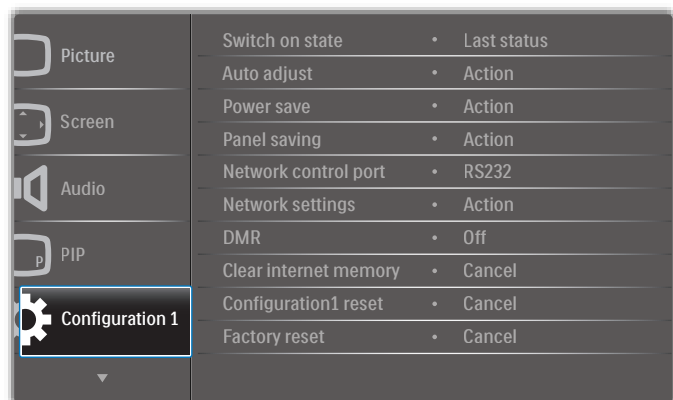 Picture
Screen
Audio
PIP
P
Configuration 1
Switch on state • Last status
Auto adjust • Action
Power save • Action
Panel saving • Action
Network control port • RS232
Network settings • Action
DMR • Off
Clear internet memory • Cancel
Configuration1 reset • Cancel
Factory reset • Cancel